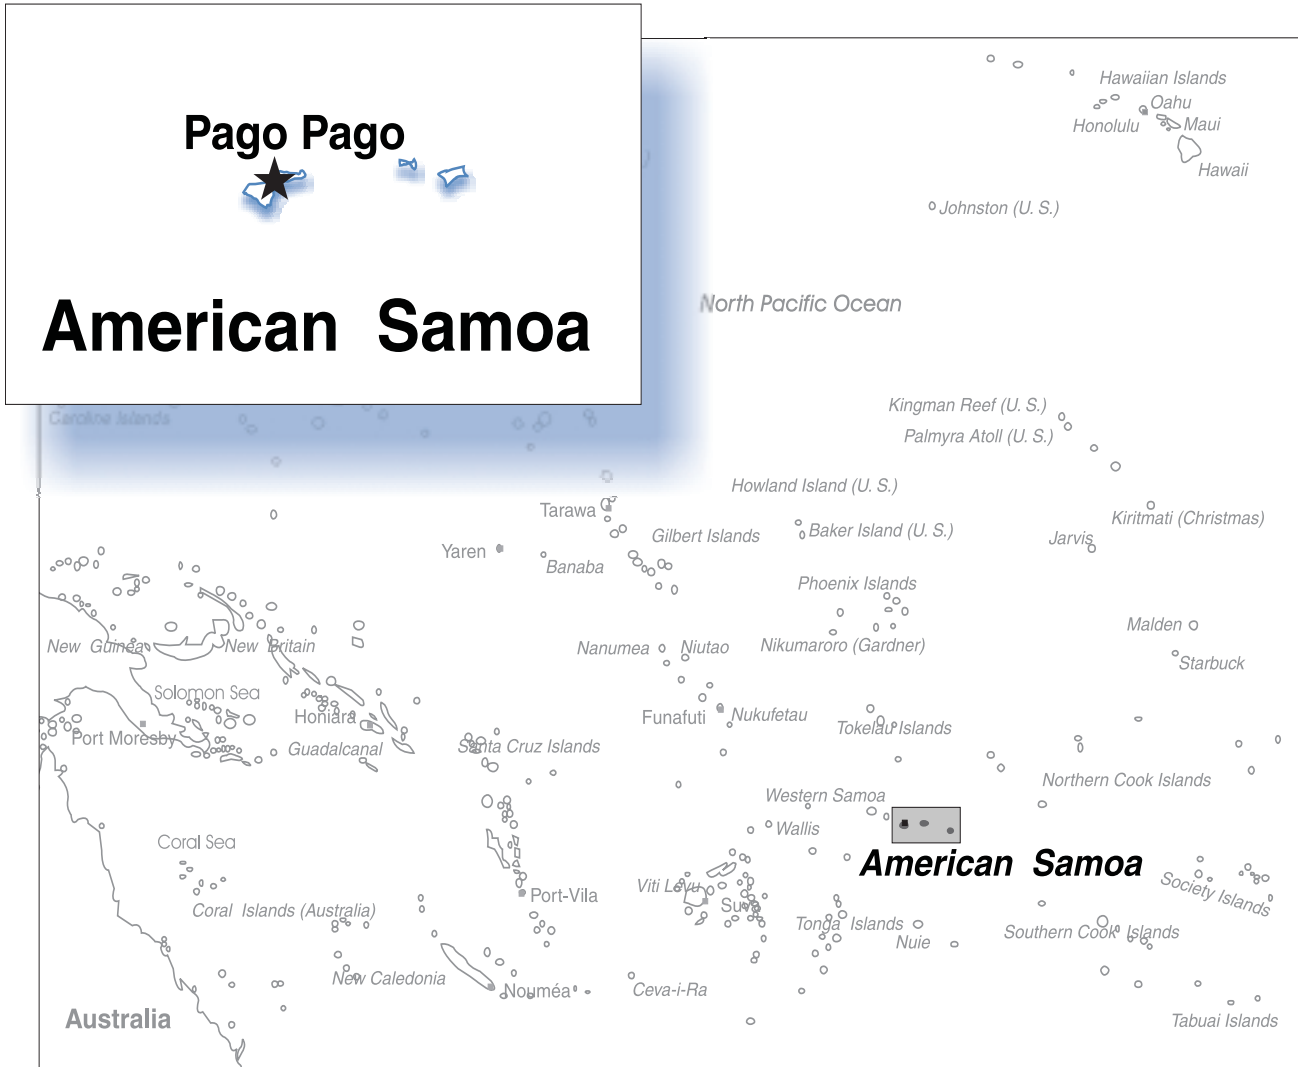 Pago Pago
American Samoa
Hawaiian Islands
Oahu
Honolulu
Maui
Hawaii
Johnston (U. S.)
North Pacific Ocean
Caroline Islands
Kingman Reef (U. S.)
Palmyra Atoll (U. S.)
Howland Island (U. S.)
Tarawa
Kiritmati (Christmas)
Gilbert Islands
Baker Island (U. S.)
Jarvis
Yaren
Banaba
Phoenix Islands
Malden
New Guinea
New Britain
Nanumea
Niutao
Nikumaroro (Gardner)
Starbuck
Solomon Sea
Honiara
Funafuti
Nukufetau
Tokelau Islands
Port Moresby
Guadalcanal
Santa Cruz Islands
Northern Cook Islands
Western Samoa
Wallis
Coral Sea
American Samoa
Viti Levu
Port-Vila
Suva
Society Islands
Coral Islands (Australia)
Tonga Islands
Nuie
Southern Cook Islands
New Caledonia
Nouméa
Ceva-i-Ra
Australia
Tabuai Islands